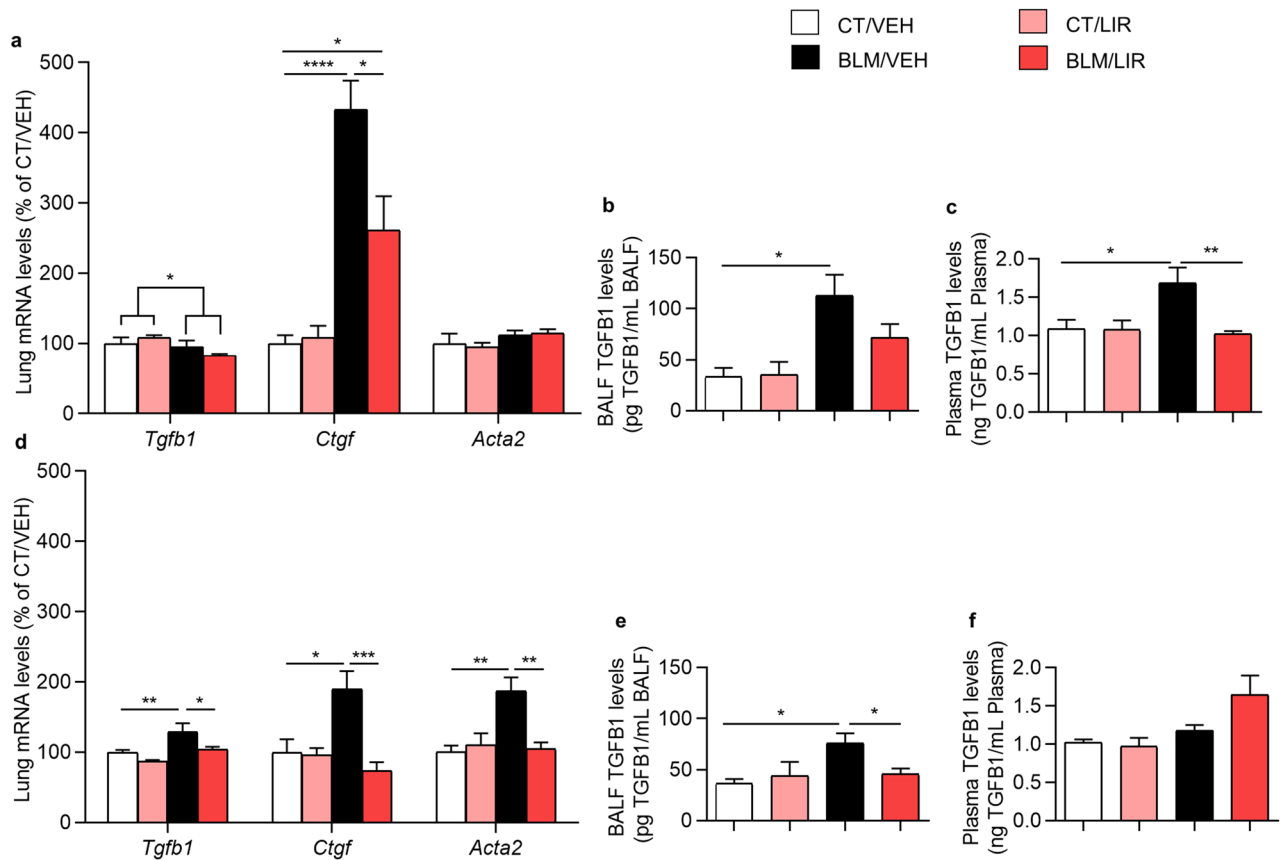 CT/VEH
CT/LIR
BLM/VEH
BLM/LIR
a
Lung mRNA levels (% of CT/VEH)
500
400
300
200
100
0
*
*
****
*
Tgfb1
Ctgf
Acta2
b
BALF TGFB1 levels
(pg TGFB1/mL BALF)
150
100
50
0
*
c
Plasma TGFB1 levels
(ng TGFB1/mL Plasma)
2.0
1.5
1.0
0.5
0.0
*
**
d
Lung mRNA levels (% of CT/VEH)
500
400
300
200
100
0
**
*
*
***
**
**
Tgfb1
Ctgf
Acta2
e
BALF TGFB1 levels
(pg TGFB1/mL BALF)
150
100
50
0
*
*
f
Plasma TGFB1 levels
(ng TGFB1/mL Plasma)
2.0
1.5
1.0
0.5
0.0